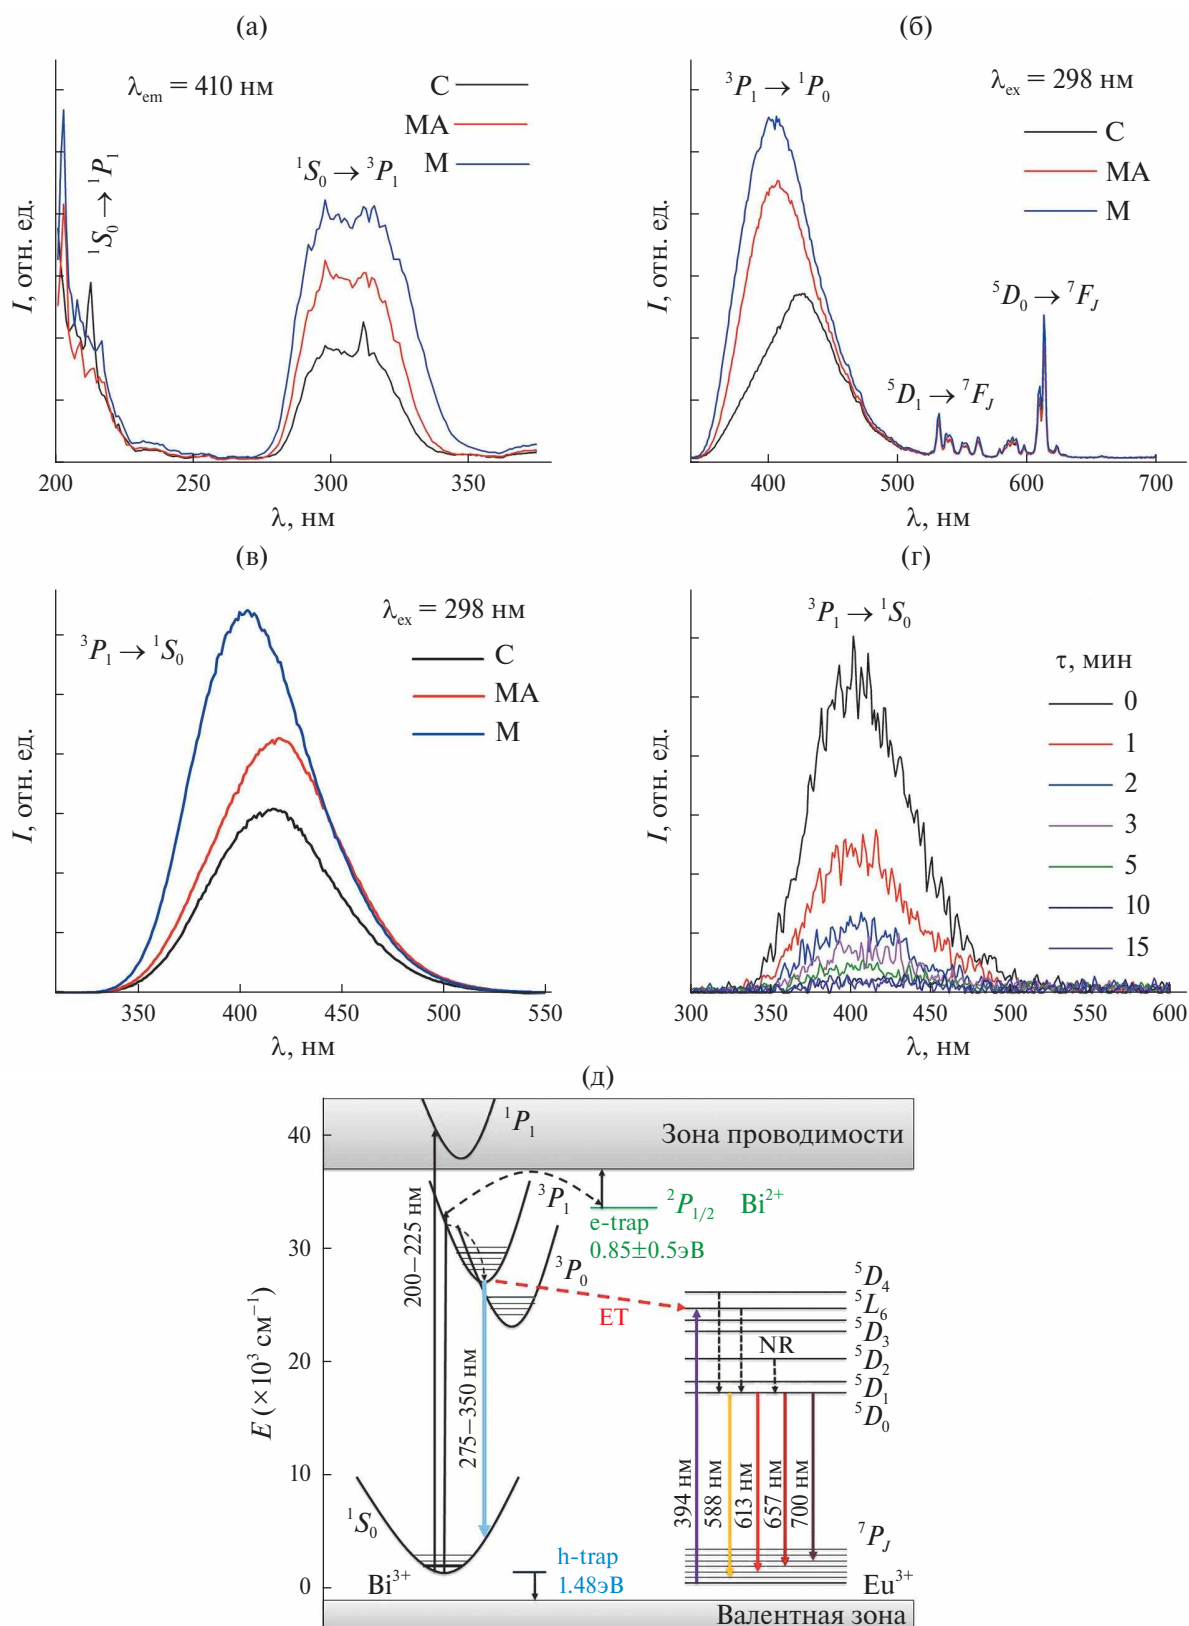 (а)
λem = 410 нм
C
MA
M
¹S₀ → ¹P₁
¹S₀ → ³P₁
I, отн. ед.
200 250 300 350
λ, нм
(б)
³P₁ → ¹P₀
λex = 298 нм
C
MA
M
⁵D₀ → ⁷F_J
⁵D₁ → ⁷F_J
I, отн. ед.
400 500 600 700
λ, нм
(в)
λex = 298 нм
³P₁ → ¹S₀
C
MA
M
I, отн. ед.
350 400 450 500 550
λ, нм
(г)
³P₁ → ¹S₀
τ, мин
0
1
2
3
5
10
15
I, отн. ед.
300 350 400 450 500 550 600
λ, нм
(д)
E (×10³ см⁻¹)
40
30
20
10
0
¹P₁
Зона проводимости
³P₁
²P₁/₂ Bi²⁺
e-trap
0.85±0.5эВ
200–225 нм
³P₀
ET
275–350 нм
⁵D₄
⁵L₆
⁵D₃
NR
⁵D₂
⁵D₁
⁵D₀
394 нм
588 нм
613 нм
657 нм
700 нм
¹S₀
⁷P_J
h-trap
1.48эВ
Bi³⁺
Eu³⁺
Валентная зона